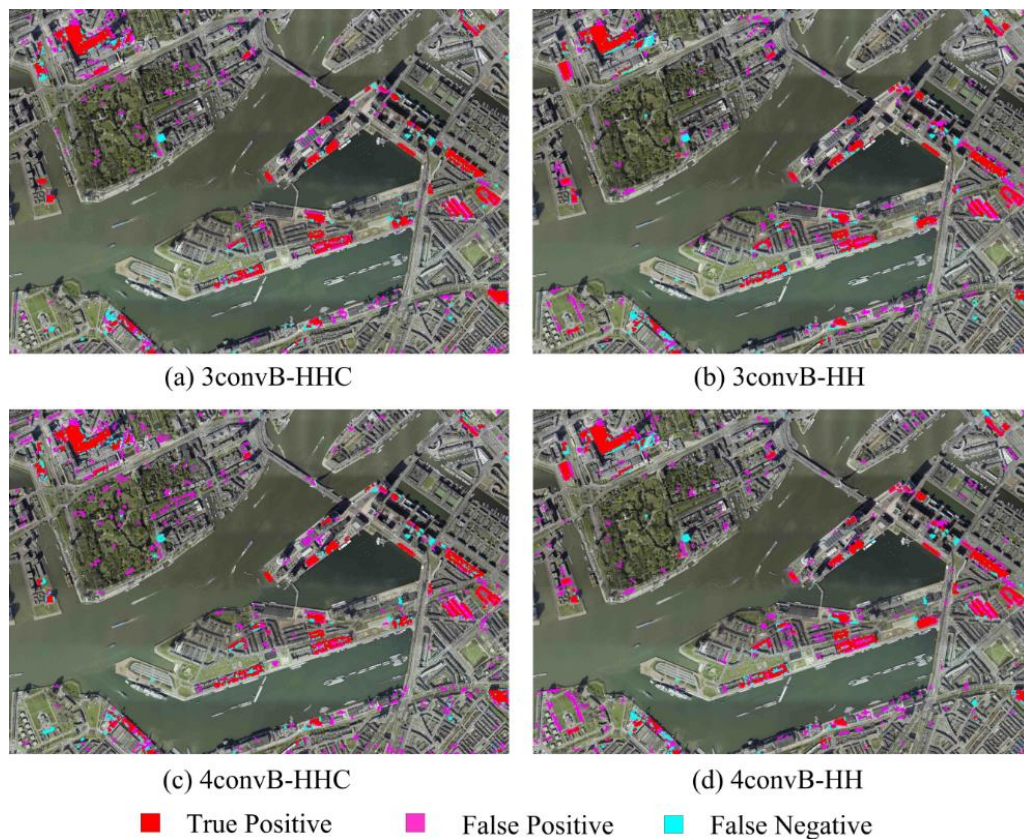 (a) 3convB-HHC
(b) 3convB-HH
(c) 4convB-HHC
(d) 4convB-HH
True Positive
False Positive
False Negative